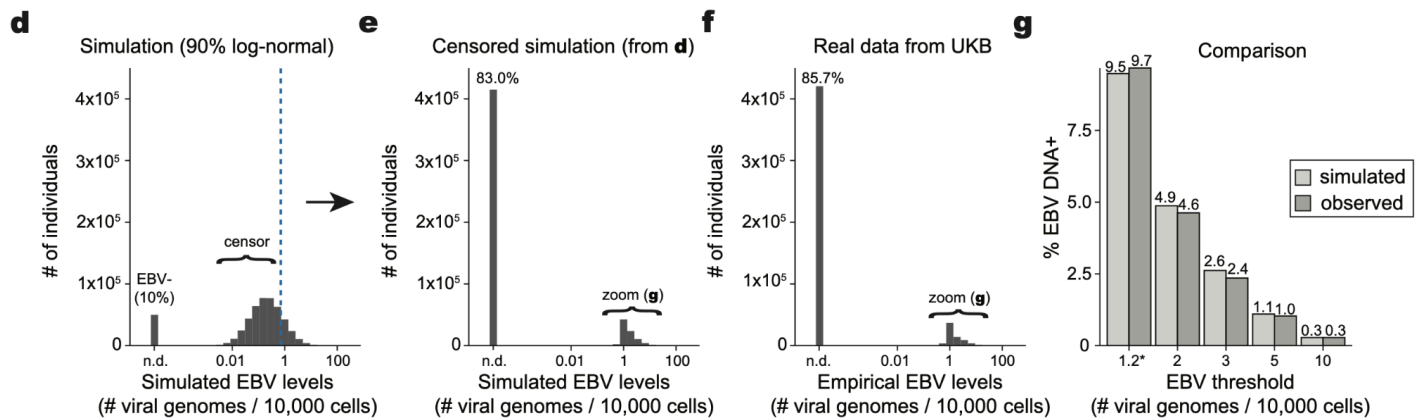 d
Simulation (90% log-normal)
4x10⁵
3x10⁵
2x10⁵
1x10⁵
0
# of individuals
censor
EBV-
(10%)
n.d.
0.01
1
100
Simulated EBV levels
(# viral genomes / 10,000 cells)
e
Censored simulation (from d)
83.0%
4x10⁵
3x10⁵
2x10⁵
1x10⁵
0
# of individuals
zoom (g)
n.d.
0.01
1
100
Simulated EBV levels
(# viral genomes / 10,000 cells)
f
Real data from UKB
85.7%
4x10⁵
3x10⁵
2x10⁵
1x10⁵
0
# of individuals
zoom (g)
n.d.
0.01
1
100
Empirical EBV levels
(# viral genomes / 10,000 cells)
g
Comparison
9.5 9.7
7.5
5.0
2.5
0
% EBV DNA+
4.9 4.6
2.6 2.4
1.1 1.0
0.3 0.3
simulated
observed
1.2*
2
3
5
10
EBV threshold
(# viral genomes / 10,000 cells)